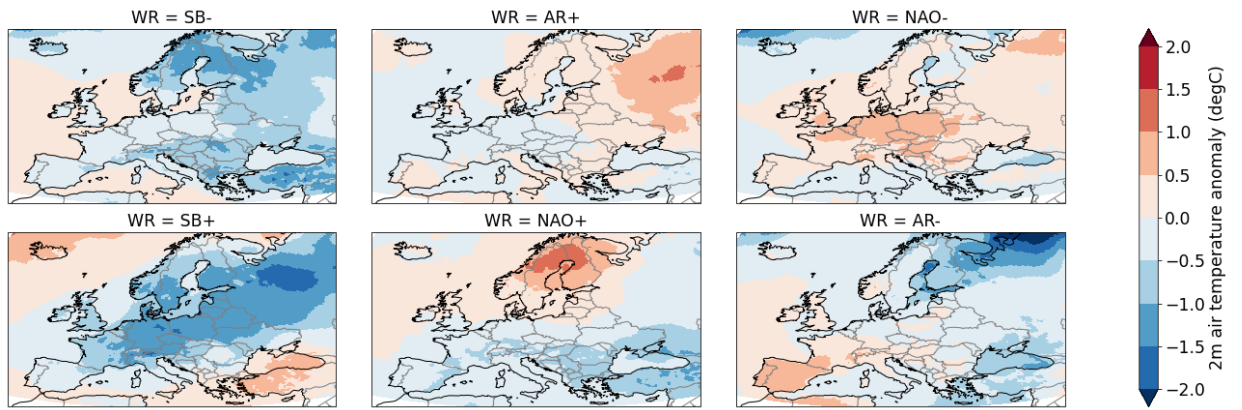 WR = SB-
WR = AR+
WR = NAO-
WR = SB+
WR = NAO+
WR = AR-
2.0
1.5
1.0
0.5
0.0
−0.5
−1.0
−1.5
−2.0
2m air temperature anomaly (degC)